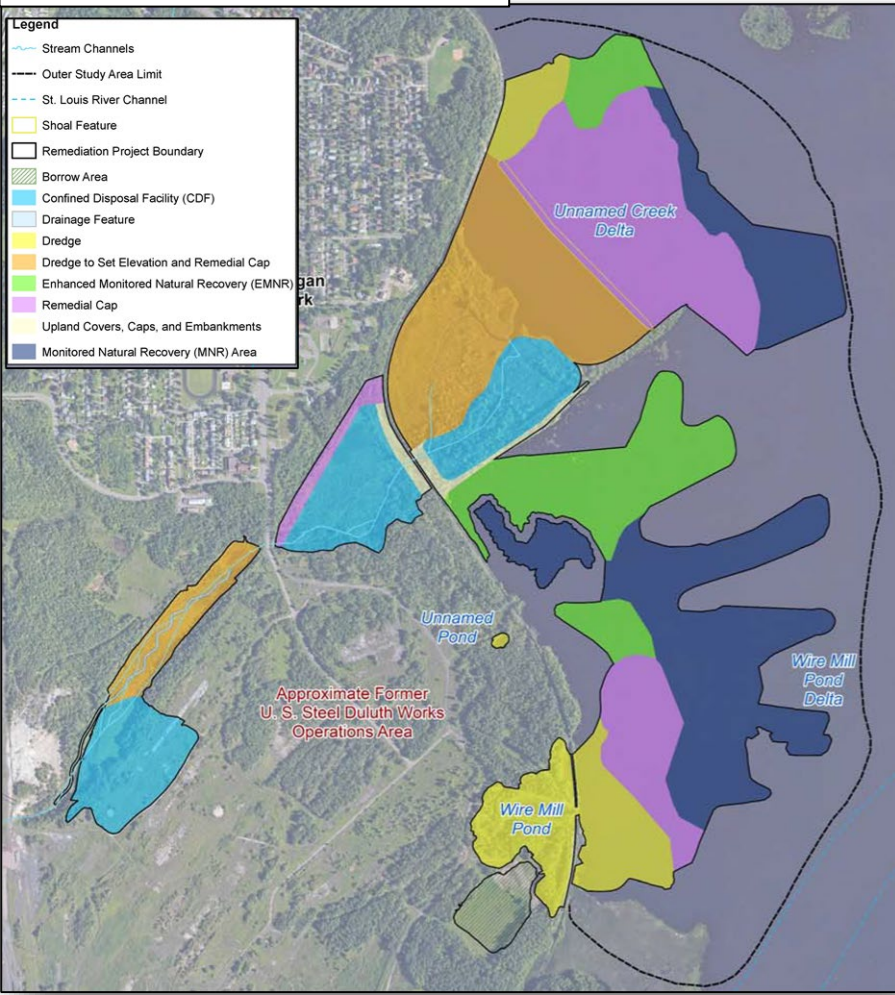 Legend
Stream Channels
Outer Study Area Limit
St. Louis River Channel
Shoal Feature
Remediation Project Boundary
Borrow Area
Confined Disposal Facility (CDF)
Drainage Feature
Dredge
Dredge to Set Elevation and Remedial Cap
Enhanced Monitored Natural Recovery (EMNR)
Remedial Cap
Upland Covers, Caps, and Embankments
Monitored Natural Recovery (MNR) Area
gan
rk
Unnamed Creek
Delta
Unnamed
Pond
Approximate Former
U. S. Steel Duluth Works
Operations Area
Wire Mill
Pond
Delta
Wire Mill
Pond